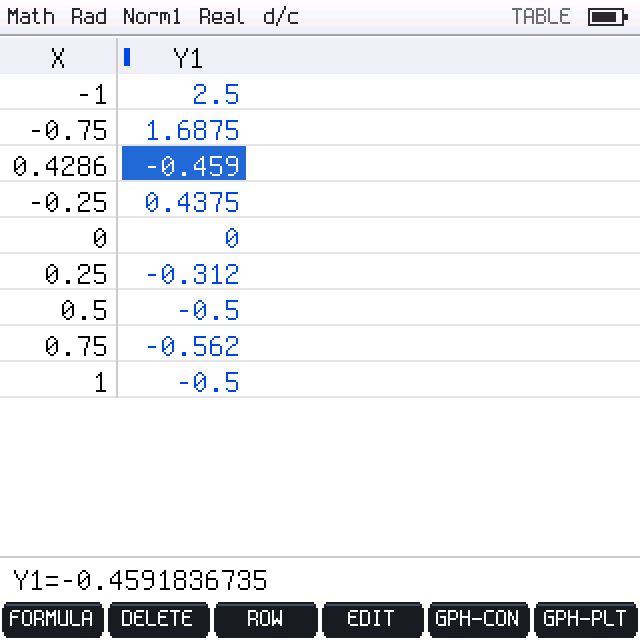 Math Rad Norm1 Real d/c TABLE
X Y1
-1 2.5
-0.75 1.6875
0.4286 -0.459
-0.25 0.4375
0 0
0.25 -0.312
0.5 -0.5
0.75 -0.562
1 -0.5
Y1=-0.4591836735
FORMULA DELETE ROW EDIT GPH-CON GPH-PLT